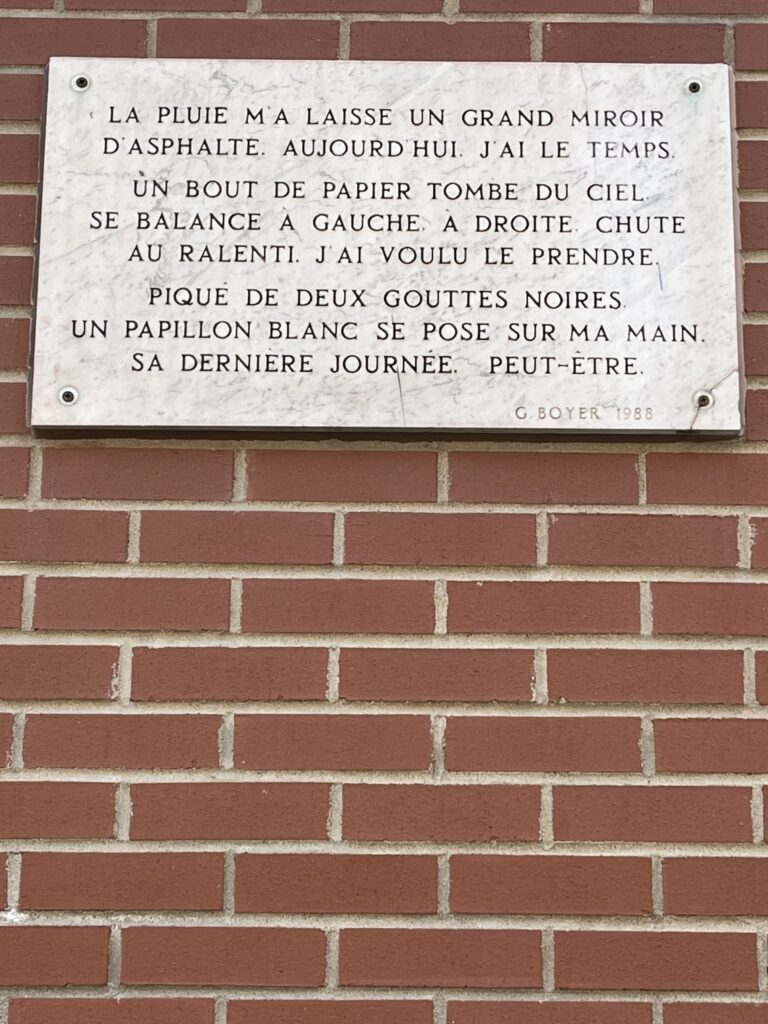 LA PLUIE M'A LAISSE UN GRAND MIROIR
D'ASPHALTE. AUJOURD'HUI. J'AI LE TEMPS.
UN BOUT DE PAPIER TOMBE DU CIEL.
SE BALANCE À GAUCHE. À DROITE. CHUTE
AU RALENTI. J'AI VOULU LE PRENDRE.
PIQUÉ DE DEUX GOUTTES NOIRES.
UN PAPILLON BLANC SE POSE SUR MA MAIN.
SA DERNIÈRE JOURNÉE. PEUT-ÊTRE.
G. BOYER 1988